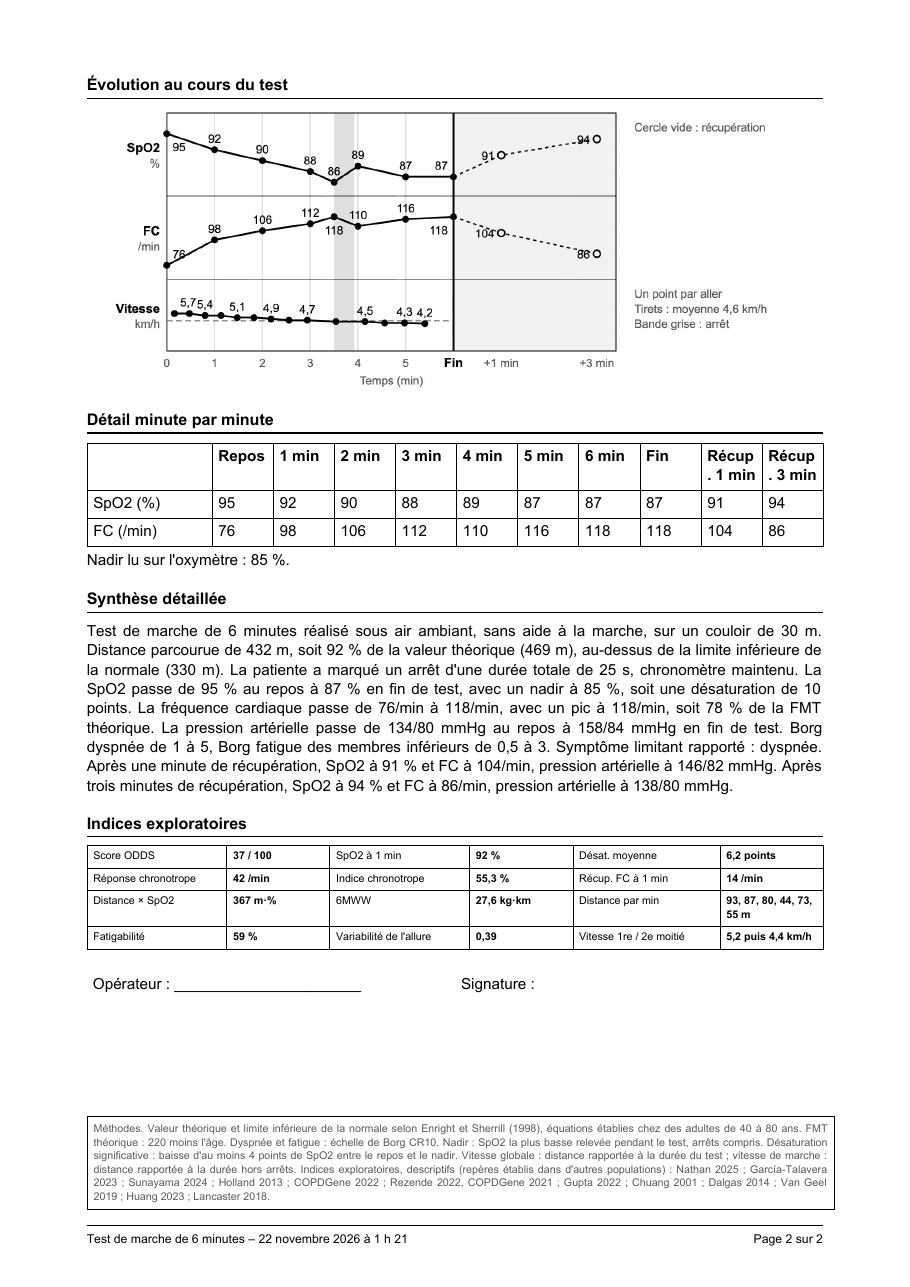 Évolution au cours du test
Cercle vide : récupération
SpO2
%
95 92 90 88 86 89 87 87 91 94
FC
/min
76 98 106 112 118 110 116 118 104 86
Un point par aller
Tirets : moyenne 4,6 km/h
Bande grise : arrêt
Vitesse
km/h
5,7 5,4 5,1 4,9 4,7 4,5 4,3 4,2
0 1 2 3 4 5 Fin +1 min +3 min
Temps (min)
Détail minute par minute
Repos 1 min 2 min 3 min 4 min 5 min 6 min Fin Récup Récup
. 1 min . 3 min
SpO2 (%) 95 92 90 88 89 87 87 87 91 94
FC (/min) 76 98 106 112 110 116 118 118 104 86
Nadir lu sur l'oxymètre : 85 %.
Synthèse détaillée
Test de marche de 6 minutes réalisé sous air ambiant, sans aide à la marche, sur un couloir de 30 m.
Distance parcourue de 432 m, soit 92 % de la valeur théorique (469 m), au-dessus de la limite inférieure de
la normale (330 m). La patiente a marqué un arrêt d'une durée totale de 25 s, chronomètre maintenu. La
SpO2 passe de 95 % au repos à 87 % en fin de test, avec un nadir à 85 %, soit une désaturation de 10
points. La fréquence cardiaque passe de 76/min à 118/min, avec un pic à 118/min, soit 78 % de la FMT
théorique. La pression artérielle passe de 134/80 mmHg au repos à 158/84 mmHg en fin de test. Borg
dyspnée de 1 à 5, Borg fatigue des membres inférieurs de 0,5 à 3. Symptôme limitant rapporté : dyspnée.
Après une minute de récupération, SpO2 à 91 % et FC à 104/min, pression artérielle à 146/82 mmHg. Après
trois minutes de récupération, SpO2 à 94 % et FC à 86/min, pression artérielle à 138/80 mmHg.
Indices exploratoires
Score ODDS 37 / 100 SpO2 à 1 min 92 % Désat. moyenne 6,2 points
Réponse chronotrope 42 /min Indice chronotrope 55,3 % Récup. FC à 1 min 14 /min
Distance × SpO2 367 m·% 6MWW 27,6 kg·km Distance par min 93, 87, 80, 44, 73,
55 m
Fatigabilité 59 % Variabilité de l'allure 0,39 Vitesse 1re / 2e moitié 5,2 puis 4,4 km/h
Opérateur : ______________________ Signature :
Méthodes. Valeur théorique et limite inférieure de la normale selon Enright et Sherrill (1998), équations établies chez des adultes de 40 à 80 ans. FMT
théorique : 220 moins l'âge. Dyspnée et fatigue : échelle de Borg CR10. Nadir : SpO2 la plus basse relevée pendant le test, arrêts compris. Désaturation
significative : baisse d'au moins 4 points de SpO2 entre le repos et le nadir. Vitesse globale : distance rapportée à la durée du test ; vitesse de marche :
distance rapportée à la durée hors arrêts. Indices exploratoires, descriptifs (repères établis dans d'autres populations) : Nathan 2025 ; García-Talavera
2023 ; Sunayama 2024 ; Holland 2013 ; COPDGene 2022 ; Rezende 2022, COPDGene 2021 ; Gupta 2022 ; Chuang 2001 ; Dalgas 2014 ; Van Geel
2019 ; Huang 2023 ; Lancaster 2018.
Test de marche de 6 minutes – 22 novembre 2026 à 1 h 21 Page 2 sur 2